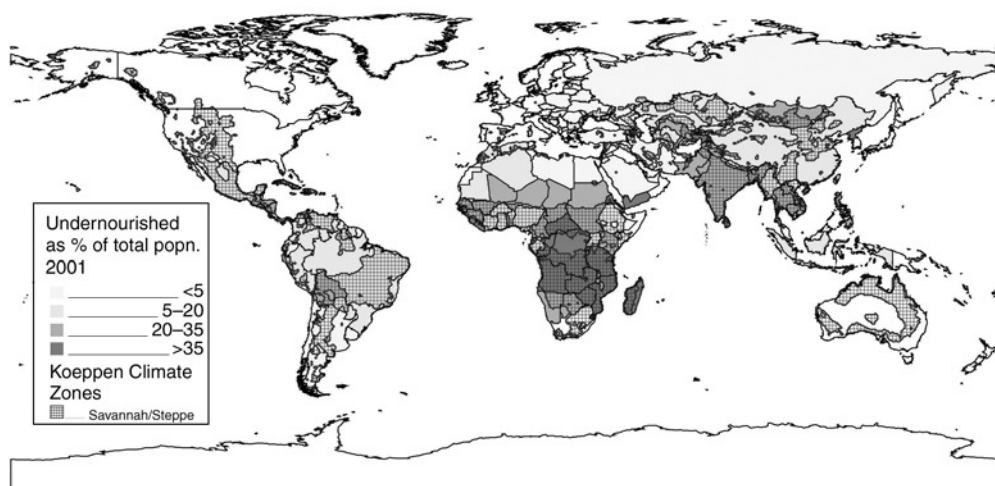 Undernourished
as % of total popn.
2001
<5
5–20
20–35
>35
Koeppen Climate
Zones
Savannah/Steppe